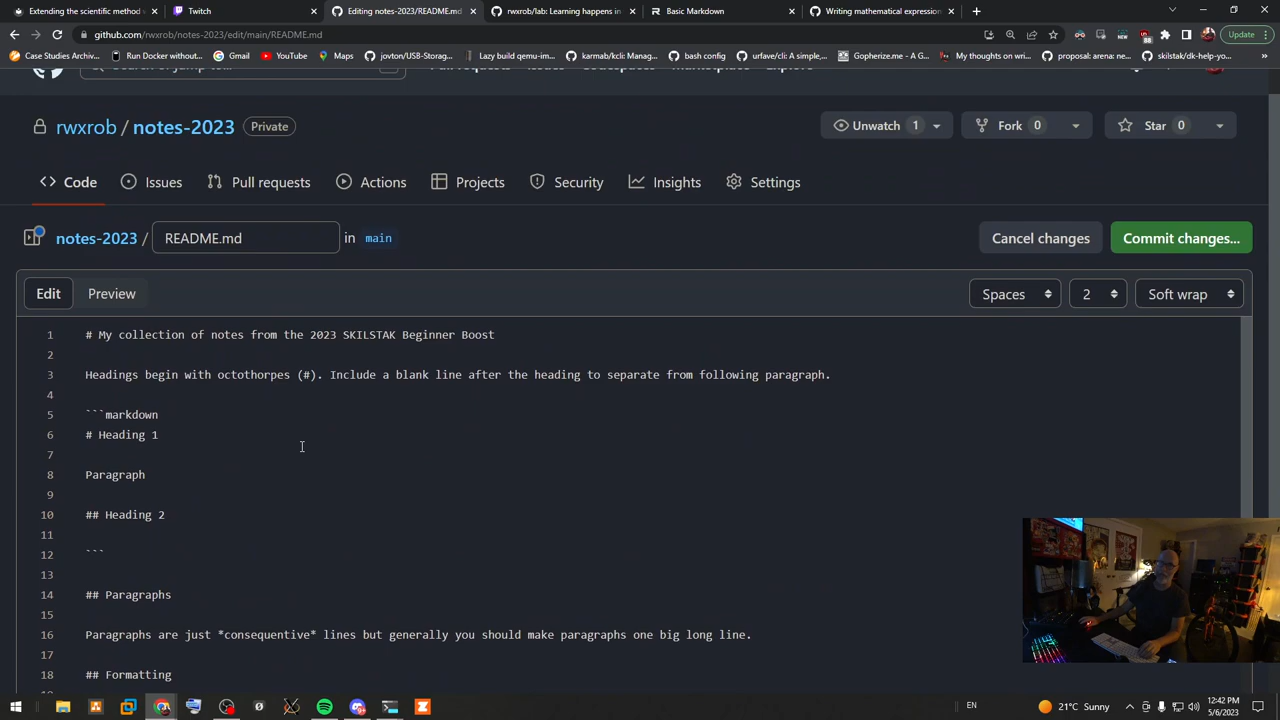 Extending the scientific method
Twitch
Editing notes-2023/README.md
rwxrob/lab: Learning happens in
Basic Markdown
Writing mathematical expression
github.com/rwxrob/notes-2023/edit/main/README.md
Update
Case Studies Archive
Run Docker without...
Gmail
YouTube
Maps
joyton/USB-Storag...
Lazy build qemu-im...
karmab/kcli: Manag...
bash config
urfave/cli: A simple,...
Gopherize.me - A G...
My thoughts on wri...
proposal: arena: ne...
skilstak/dk-help-yo...
rwxrob / notes-2023 Private
Unwatch 1
Fork 0
Star 0
Code
Issues
Pull requests
Actions
Projects
Security
Insights
Settings
notes-2023 / README.md in main
Cancel changes
Commit changes...
Edit
Preview
Spaces
2
Soft wrap
1 # My collection of notes from the 2023 SKILSTAK Beginner Boost
2
3 Headings begin with octothorpes (#). Include a blank line after the heading to separate from following paragraph.
4
5 ```markdown
6 # Heading 1
7
8 Paragraph
9
10 ## Heading 2
11
12 ```
13
14 ## Paragraphs
15
16 Paragraphs are just *consequentive* lines but generally you should make paragraphs one big long line.
17
18 ## Formatting
21°C Sunny
EN
12:42 PM
5/6/2023